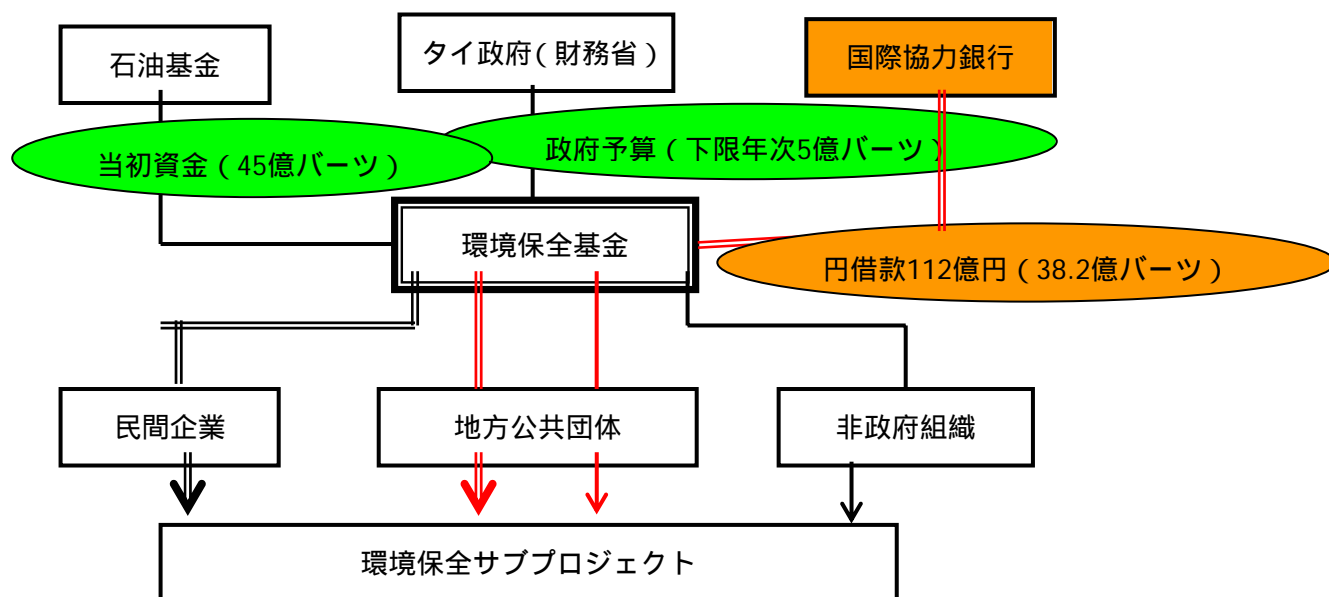 石油基金
タイ政府(財務省)
国際協力銀行
当初資金(45億バーツ)
政府予算(下限年次5億バーツ)
環境保全基金
円借款112億円(38.2億バーツ)
民間企業
地方公共団体
非政府組織
環境保全サブプロジェクト